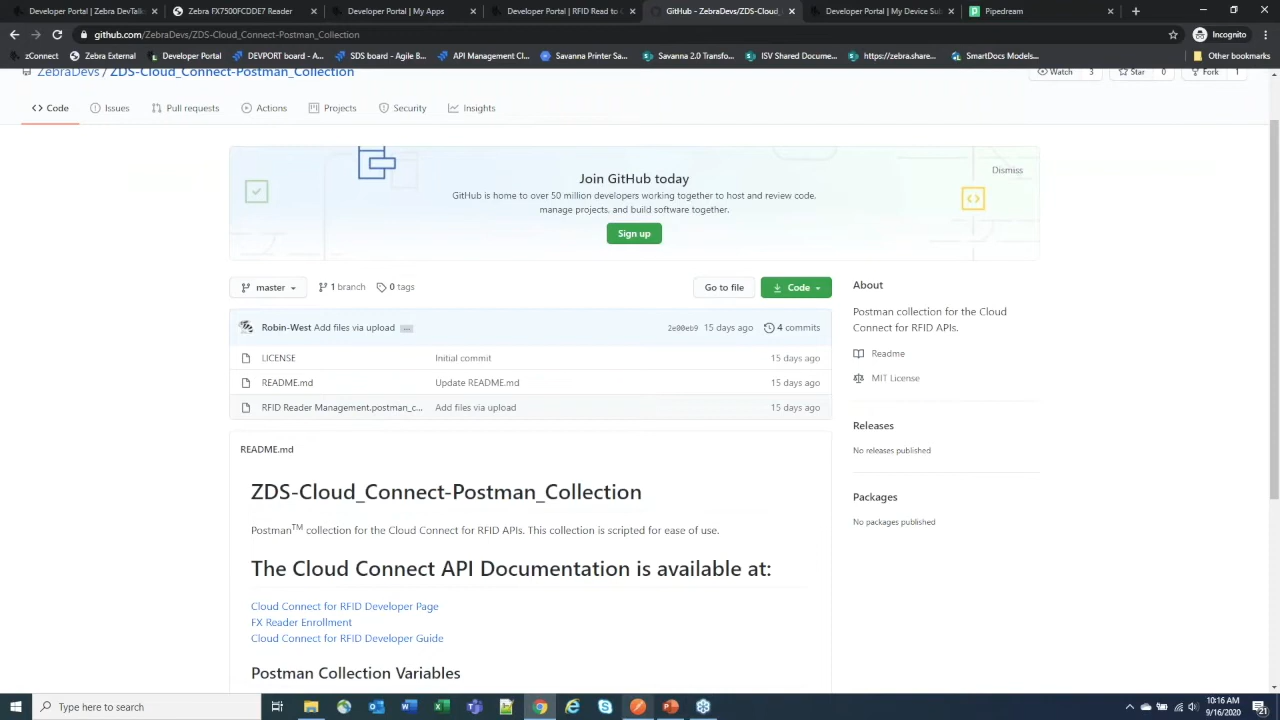 Developer Portal | ZebraDevTalk
Zebra FX7500FCDDD | Zebra
Developer Portal | My Apps
Developer Portal | RFID Read to
GitHub - ZebraDevs/ZDS-Cloud_
Developer Portal | My Device Sub
Pipedream
github.com/ZebraDevs/ZDS-Cloud_Connect-Postman_Collection
Incognito
zConnect
Zebra External
Developer Portal
DEVPORT board - A...
SDS board - Agile B...
API Management C...
Savanna Printer Sa...
Savanna 2.0 Transfo...
ISV Shared Docume...
https://zebra.share...
SmartDocs Models...
Other bookmarks
ZebraDevs / ZDS-Cloud_Connect-Postman_Collection
Watch 3
Star 0
Fork 1
Code
Issues
Pull requests
Actions
Projects
Security
Insights
Join GitHub today
Dismiss
GitHub is home to over 50 million developers working together to host and review code,
manage projects, and build software together.
Sign up
master
1 branch
0 tags
Go to file
Code
Robin-West Add files via upload ...
2e00eb9 15 days ago
4 commits
LICENSE Initial commit 15 days ago
README.md Update README.md 15 days ago
RFID Reader Management.postman_c... Add files via upload 15 days ago
About
Postman collection for the Cloud
Connect for RFID APIs.
Readme
MIT License
Releases
No releases published
Packages
No packages published
README.md
ZDS-Cloud_Connect-Postman_Collection
Postman™ collection for the Cloud Connect for RFID APIs. This collection is scripted for ease of use.
The Cloud Connect API Documentation is available at:
Cloud Connect for RFID Developer Page
FX Reader Enrollment
Cloud Connect for RFID Developer Guide
Postman Collection Variables
Type here to search
10:16 AM
9/16/2020